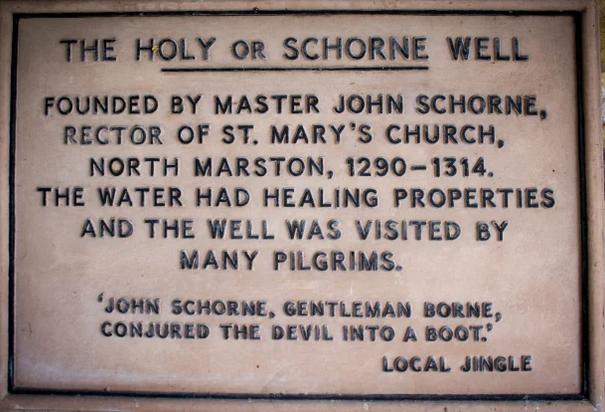 THE HOLY OR SCHORNE WELL
FOUNDED BY MASTER JOHN SCHORNE,
RECTOR OF ST. MARY'S CHURCH,
NORTH MARSTON, 1290–1314.
THE WATER HAD HEALING PROPERTIES
AND THE WELL WAS VISITED BY
MANY PILGRIMS.
'JOHN SCHORNE, GENTLEMAN BORNE,
CONJURED THE DEVIL INTO A BOOT.'
LOCAL JINGLE